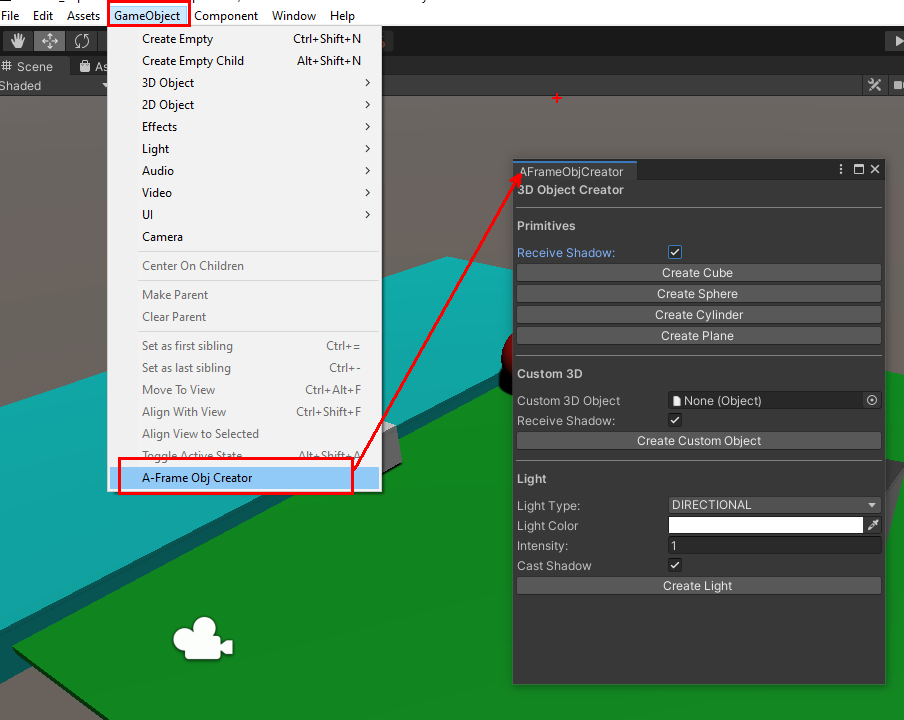 File Edit Assets GameObject Component Window Help
Scene
Shaded
Create Empty Ctrl+Shift+N
Create Empty Child Alt+Shift+N
3D Object
2D Object
Effects
Light
Audio
Video
UI
Camera
Center On Children
Make Parent
Clear Parent
Set as first sibling Ctrl+=
Set as last sibling Ctrl+-
Move To View Ctrl+Alt+F
Align With View Ctrl+Shift+F
Align View to Selected
Toggle Active State Alt+Shift+A
A-Frame Obj Creator
AFrameObjCreator
3D Object Creator
Primitives
Receive Shadow:
Create Cube
Create Sphere
Create Cylinder
Create Plane
Custom 3D
Custom 3D Object None (Object)
Receive Shadow:
Create Custom Object
Light
Light Type: DIRECTIONAL
Light Color
Intensity: 1
Cast Shadow
Create Light